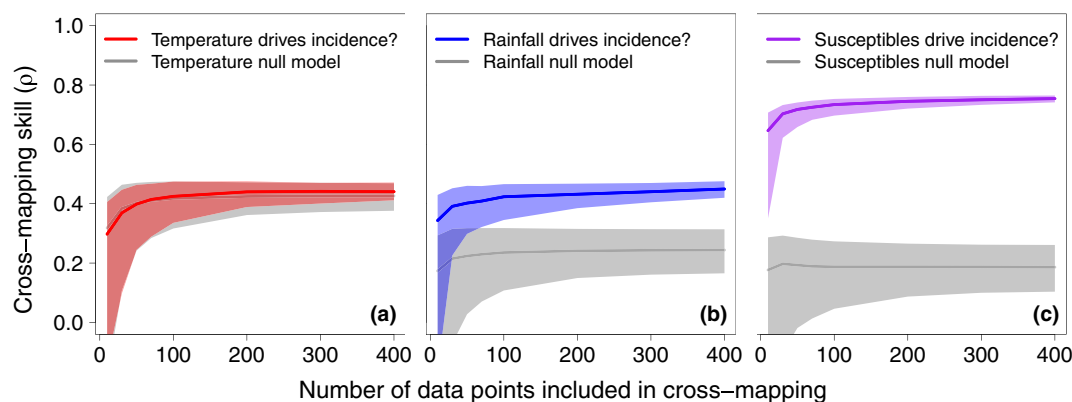 Temperature drives incidence?
Temperature null model
Rainfall drives incidence?
Rainfall null model
Susceptibles drive incidence?
Susceptibles null model
Cross−mapping skill (ρ)
1.0
0.8
0.6
0.4
0.2
0.0
(a)
(b)
(c)
0 100 200 300 400
0 100 200 300 400
0 100 200 300 400
Number of data points included in cross−mapping